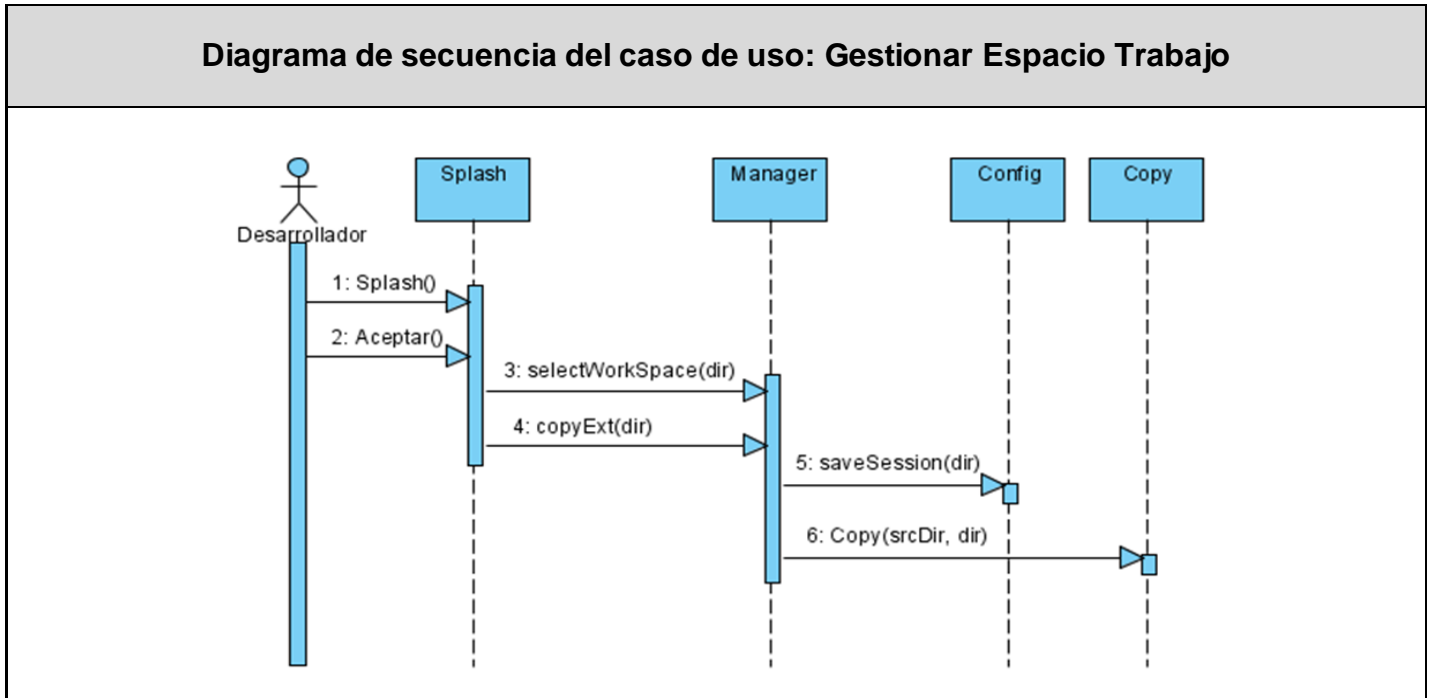 Diagrama de secuencia del caso de uso: Gestionar Espacio Trabajo
Splash
Manager
Config
Copy
Desarrollador
1: Splash()
2: Aceptar()
3: selectWorkSpace(dir)
4: copyExt(dir)
5: saveSession(dir)
6: Copy(srcDir, dir)